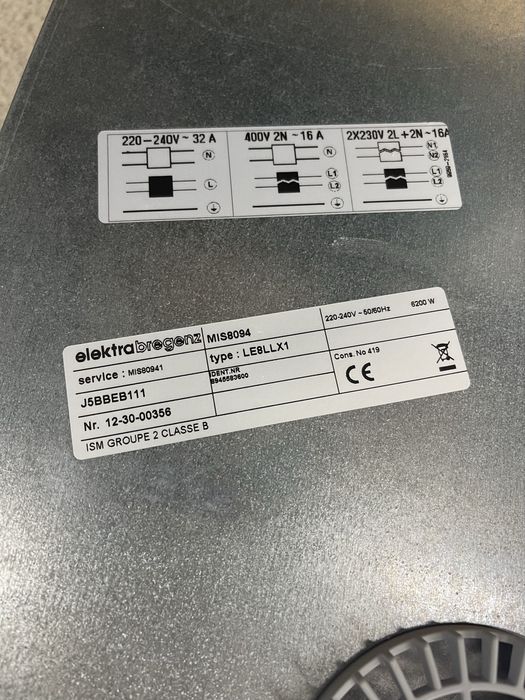 220-240V ~ 32 A
N
L
400V 2N ~16 A
N
L1
L2
2X230V 2L+2N ~16A
N1
N2
L1
L2
elektrabregenz
MIS8094
220-240V ~ 50/60Hz
6200 W
service : MIS80941
type : LE8LLX1
Cons. No 419
J5BBEB111
IDENT.NR
8945583600
CE
Nr. 12-30-00356
ISM GROUPE 2 CLASSE B